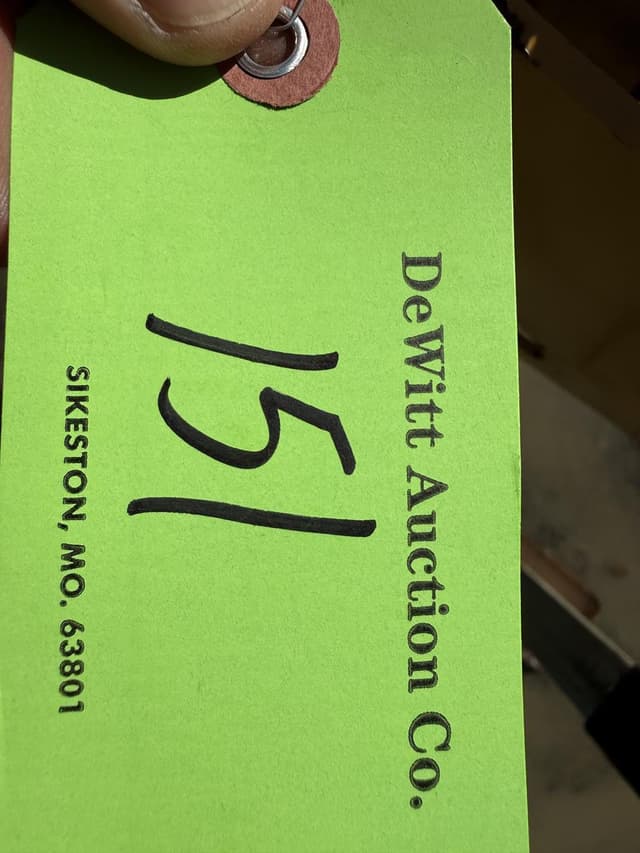 DeWitt Auction Co.
151
SIKESTON, MO. 63801